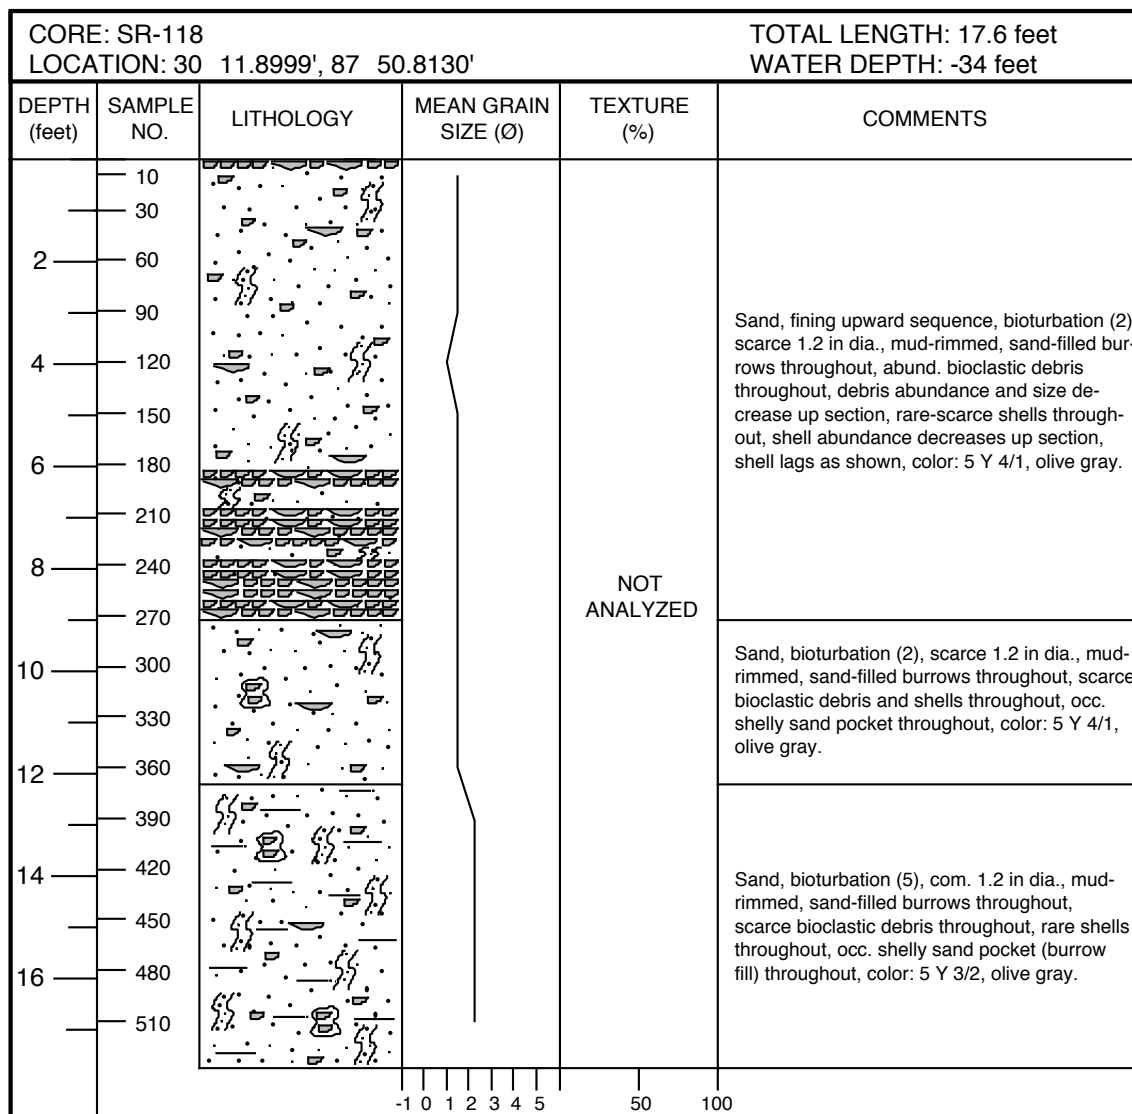 CORE: SR-118
TOTAL LENGTH: 17.6 feet
LOCATION: 30 11.8999', 87 50.8130'
WATER DEPTH: -34 feet
DEPTH
(feet)
SAMPLE
NO.
LITHOLOGY
MEAN GRAIN
SIZE (Ø)
TEXTURE
(%)
COMMENTS
2
4
6
8
10
12
14
16
10
30
60
90
120
150
180
210
240
270
300
330
360
390
420
450
480
510
NOT
ANALYZED
Sand, fining upward sequence, bioturbation (2)
scarce 1.2 in dia., mud-rimmed, sand-filled bur-
rows throughout, abund. bioclastic debris
throughout, debris abundance and size de-
crease up section, rare-scarce shells through-
out, shell abundance decreases up section,
shell lags as shown, color: 5 Y 4/1, olive gray.
Sand, bioturbation (2), scarce 1.2 in dia., mud-
rimmed, sand-filled burrows throughout, scarce
bioclastic debris and shells throughout, occ.
shelly sand pocket throughout, color: 5 Y 4/1,
olive gray.
Sand, bioturbation (5), com. 1.2 in dia., mud-
rimmed, sand-filled burrows throughout,
scarce bioclastic debris throughout, rare shells
throughout, occ. shelly sand pocket (burrow
fill) throughout, color: 5 Y 3/2, olive gray.
-1 0 1 2 3 4 5
50 100